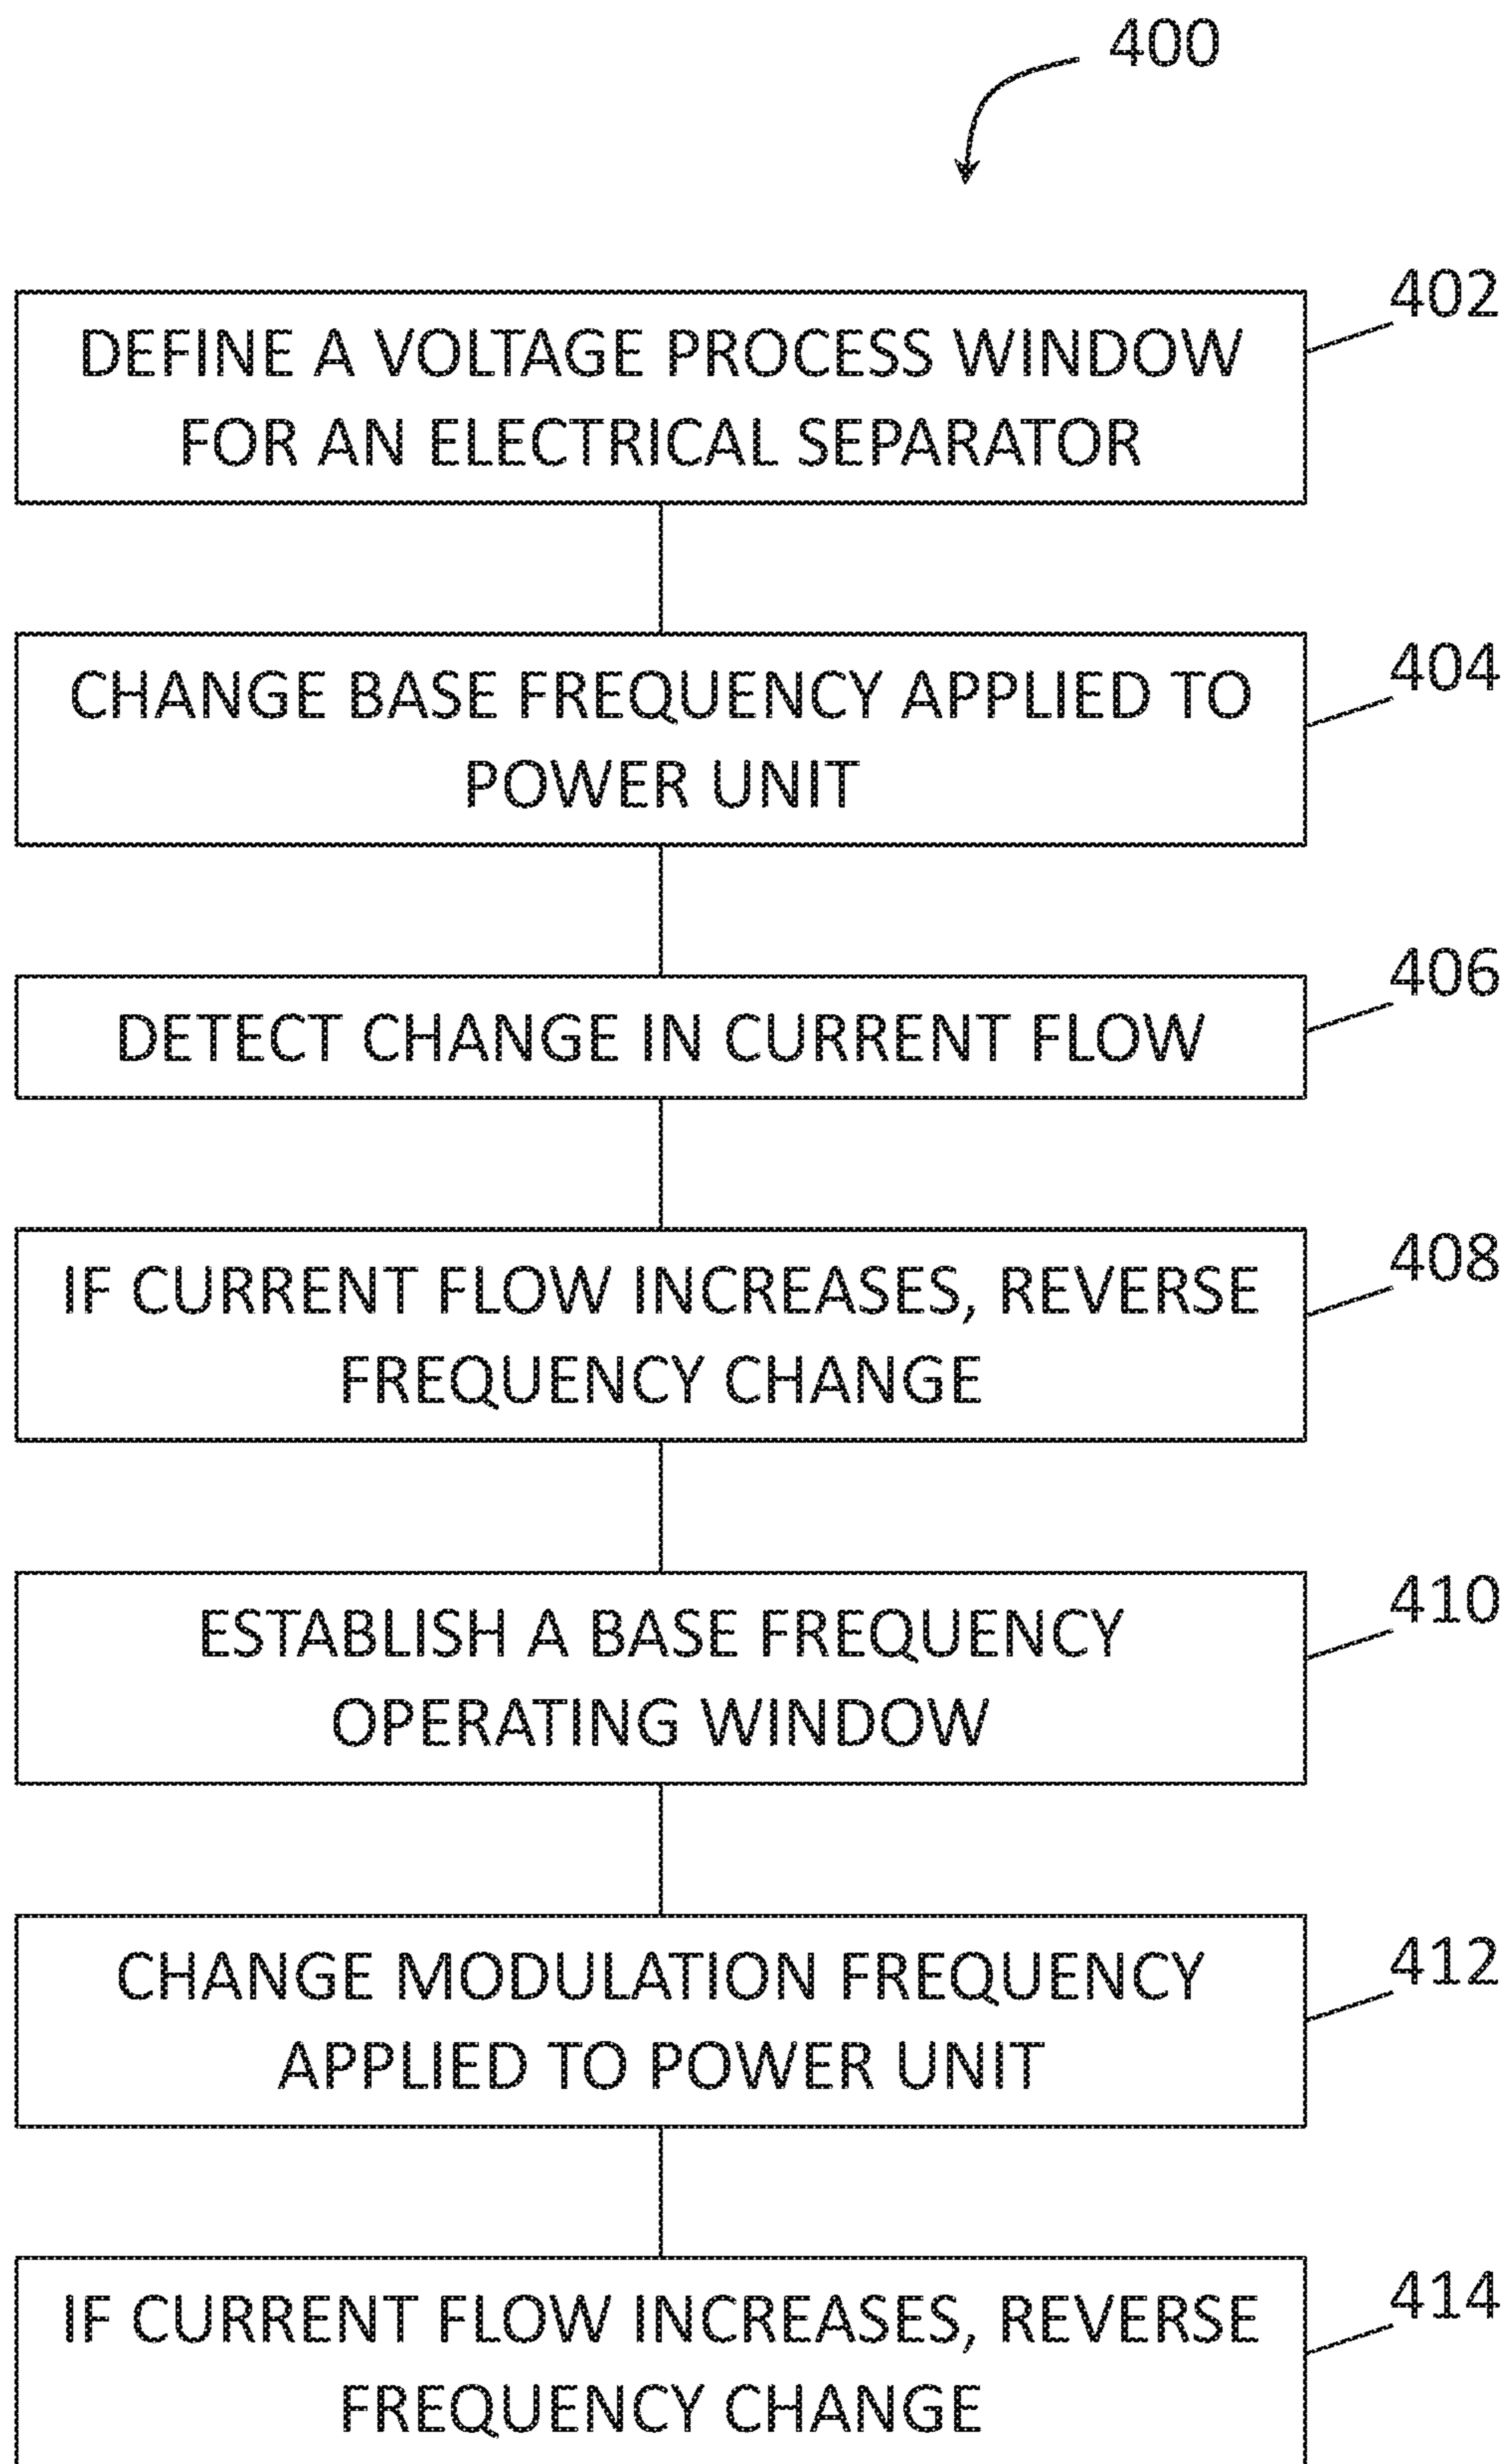 400
402
DEFINE A VOLTAGE PROCESS WINDOW
FOR AN ELECTRICAL SEPARATOR
404
CHANGE BASE FREQUENCY APPLIED TO
POWER UNIT
406
DETECT CHANGE IN CURRENT FLOW
408
IF CURRENT FLOW INCREASES, REVERSE
FREQUENCY CHANGE
410
ESTABLISH A BASE FREQUENCY
OPERATING WINDOW
412
CHANGE MODULATION FREQUENCY
APPLIED TO POWER UNIT
414
IF CURRENT FLOW INCREASES, REVERSE
FREQUENCY CHANGE